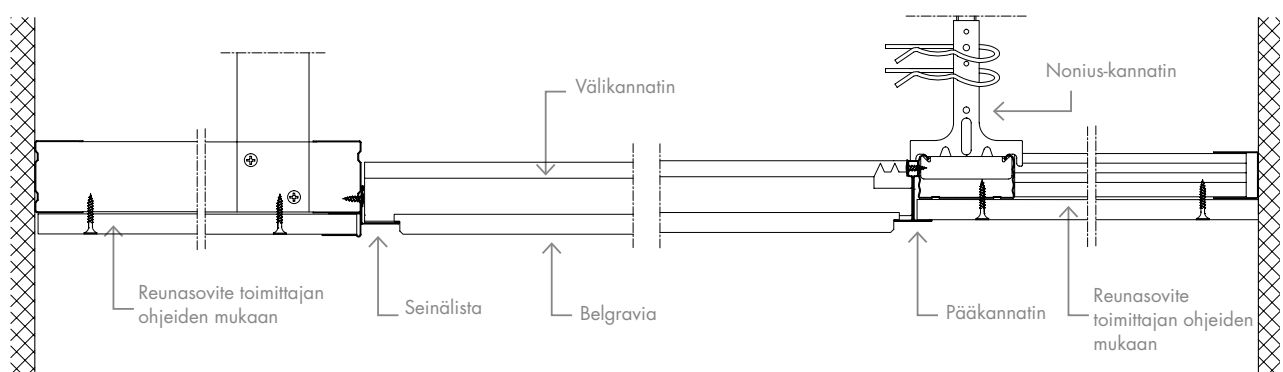 Välikannatin
Nonius-kannatin
Reunasovite toimittajan
ohjeiden mukaan
Seinälista
Belgravia
Pääkannatin
Reunasovite
toimittajan ohjeiden
mukaan